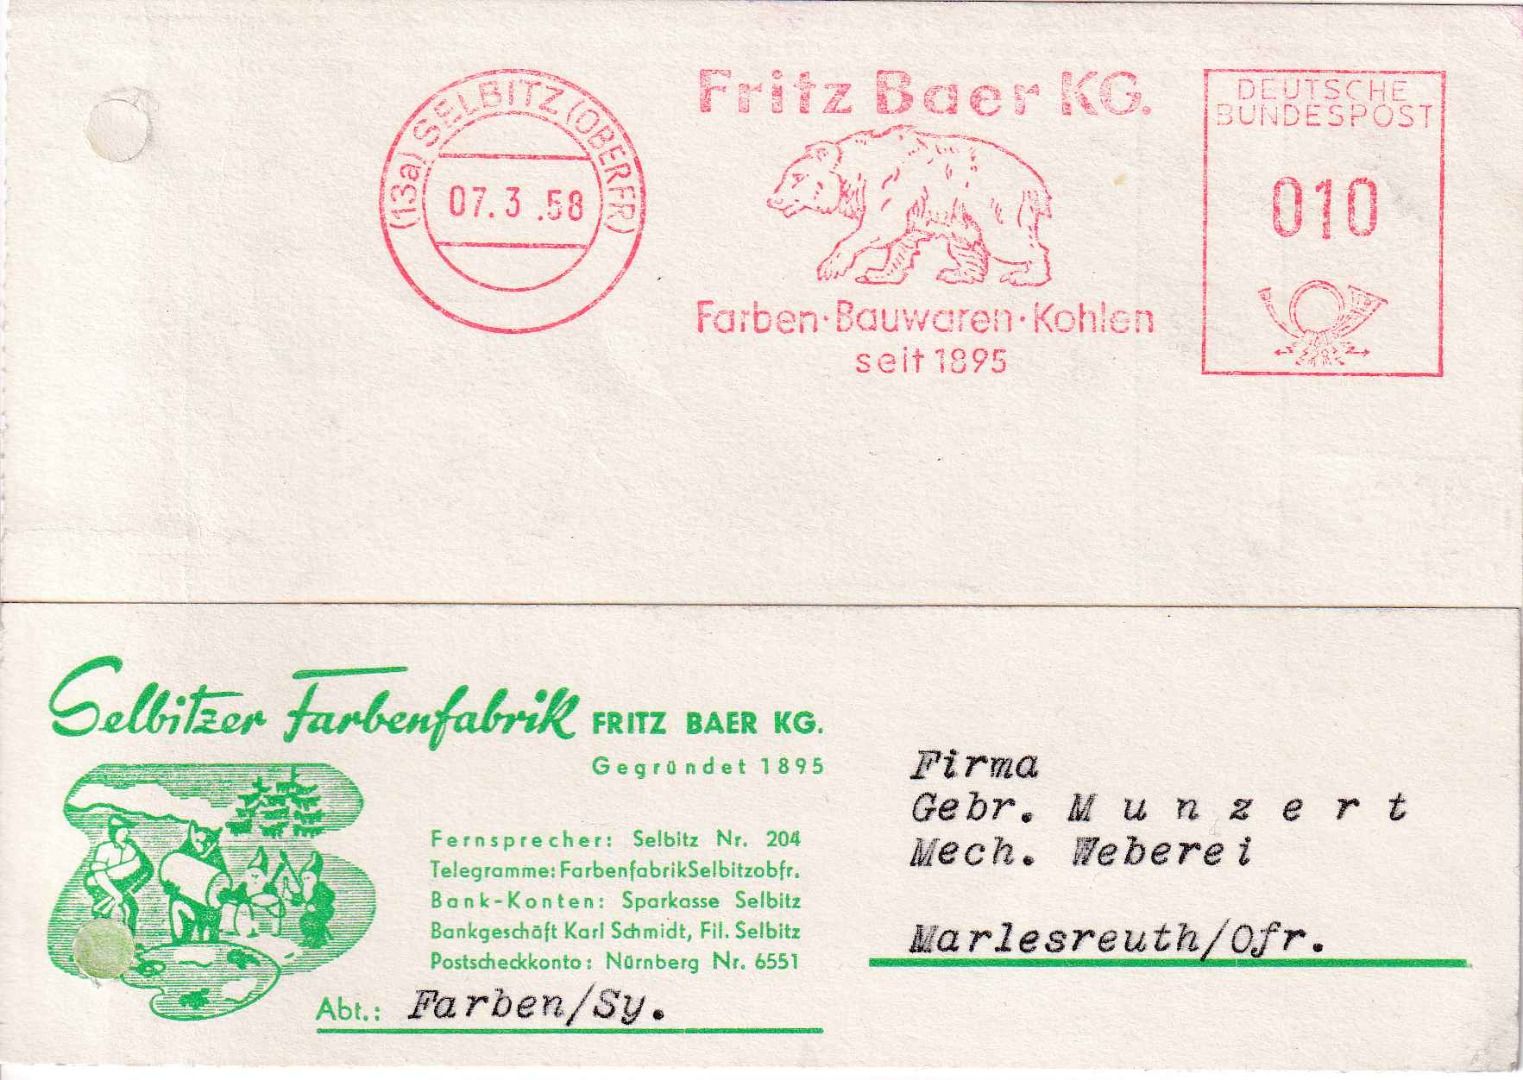 (13a) SELBITZ (OBERFR)
07.3.58
Fritz Baer KG.
Farben·Bauwaren·Kohlen
seit 1895
DEUTSCHE
BUNDESPOST
010
Selbitzer Farbenfabrik FRITZ BAER KG.
Gegründet 1895
Fernsprecher: Selbitz Nr. 204
Telegramme: FarbenfabrikSelbitzobfr.
Bank-Konten: Sparkasse Selbitz
Bankgeschäft Karl Schmidt, Fil. Selbitz
Postscheckkonto: Nürnberg Nr. 6551
Abt.: Farben/Sy.
Firma
Gebr. M u n z e r t
Mech. Weberei
Marlesreuth/Ofr.